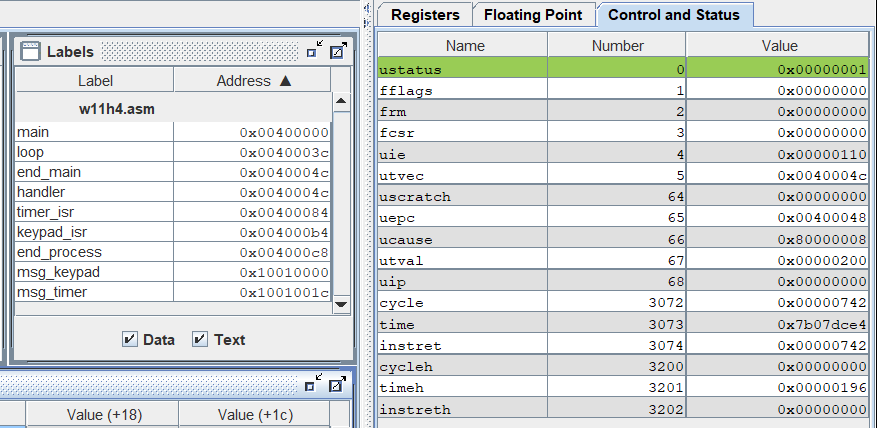 Labels
Label Address ▲
w11h4.asm
main 0x00400000
loop 0x0040003c
end_main 0x0040004c
handler 0x0040004c
timer_isr 0x00400084
keypad_isr 0x004000b4
end_process 0x004000c8
msg_keypad 0x10010000
msg_timer 0x1001001c
Data Text
Value (+18) Value (+1c)
Registers Floating Point Control and Status
Name Number Value
ustatus 0 0x00000001
fflags 1 0x00000000
frm 2 0x00000000
fcsr 3 0x00000000
uie 4 0x00000110
utvec 5 0x0040004c
uscratch 64 0x00000000
uepc 65 0x00400048
ucause 66 0x80000008
utval 67 0x00000200
uip 68 0x00000000
cycle 3072 0x00000742
time 3073 0x7b07dce4
instret 3074 0x00000742
cycleh 3200 0x00000000
timeh 3201 0x00000196
instreth 3202 0x00000000